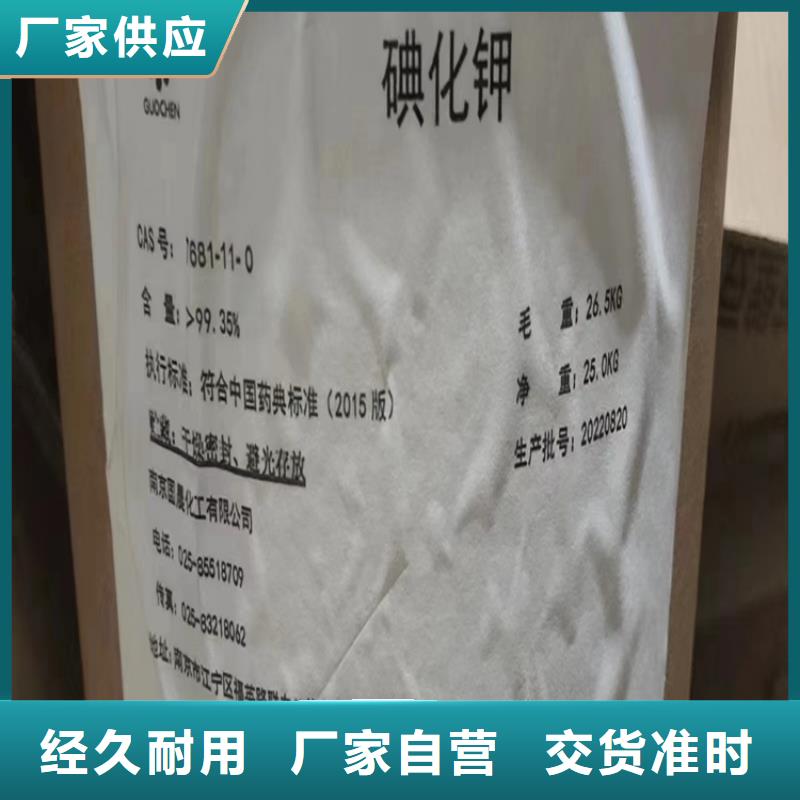 厂家供应
GUOCHEN
碘化钾
CAS号: 7681-11-0
含 量: >99.35%
执行标准: 符合中国药典标准(2015版)
贮藏: 干燥密封、避光存放
南京国晨化工有限公司
电话: 025-85518709
传真: 025-83218062
地址: 南京市江宁区
毛 重: 26.5KG
净 重: 25.0KG
生产批号: 20220820
经久耐用 厂家自营 交货准时